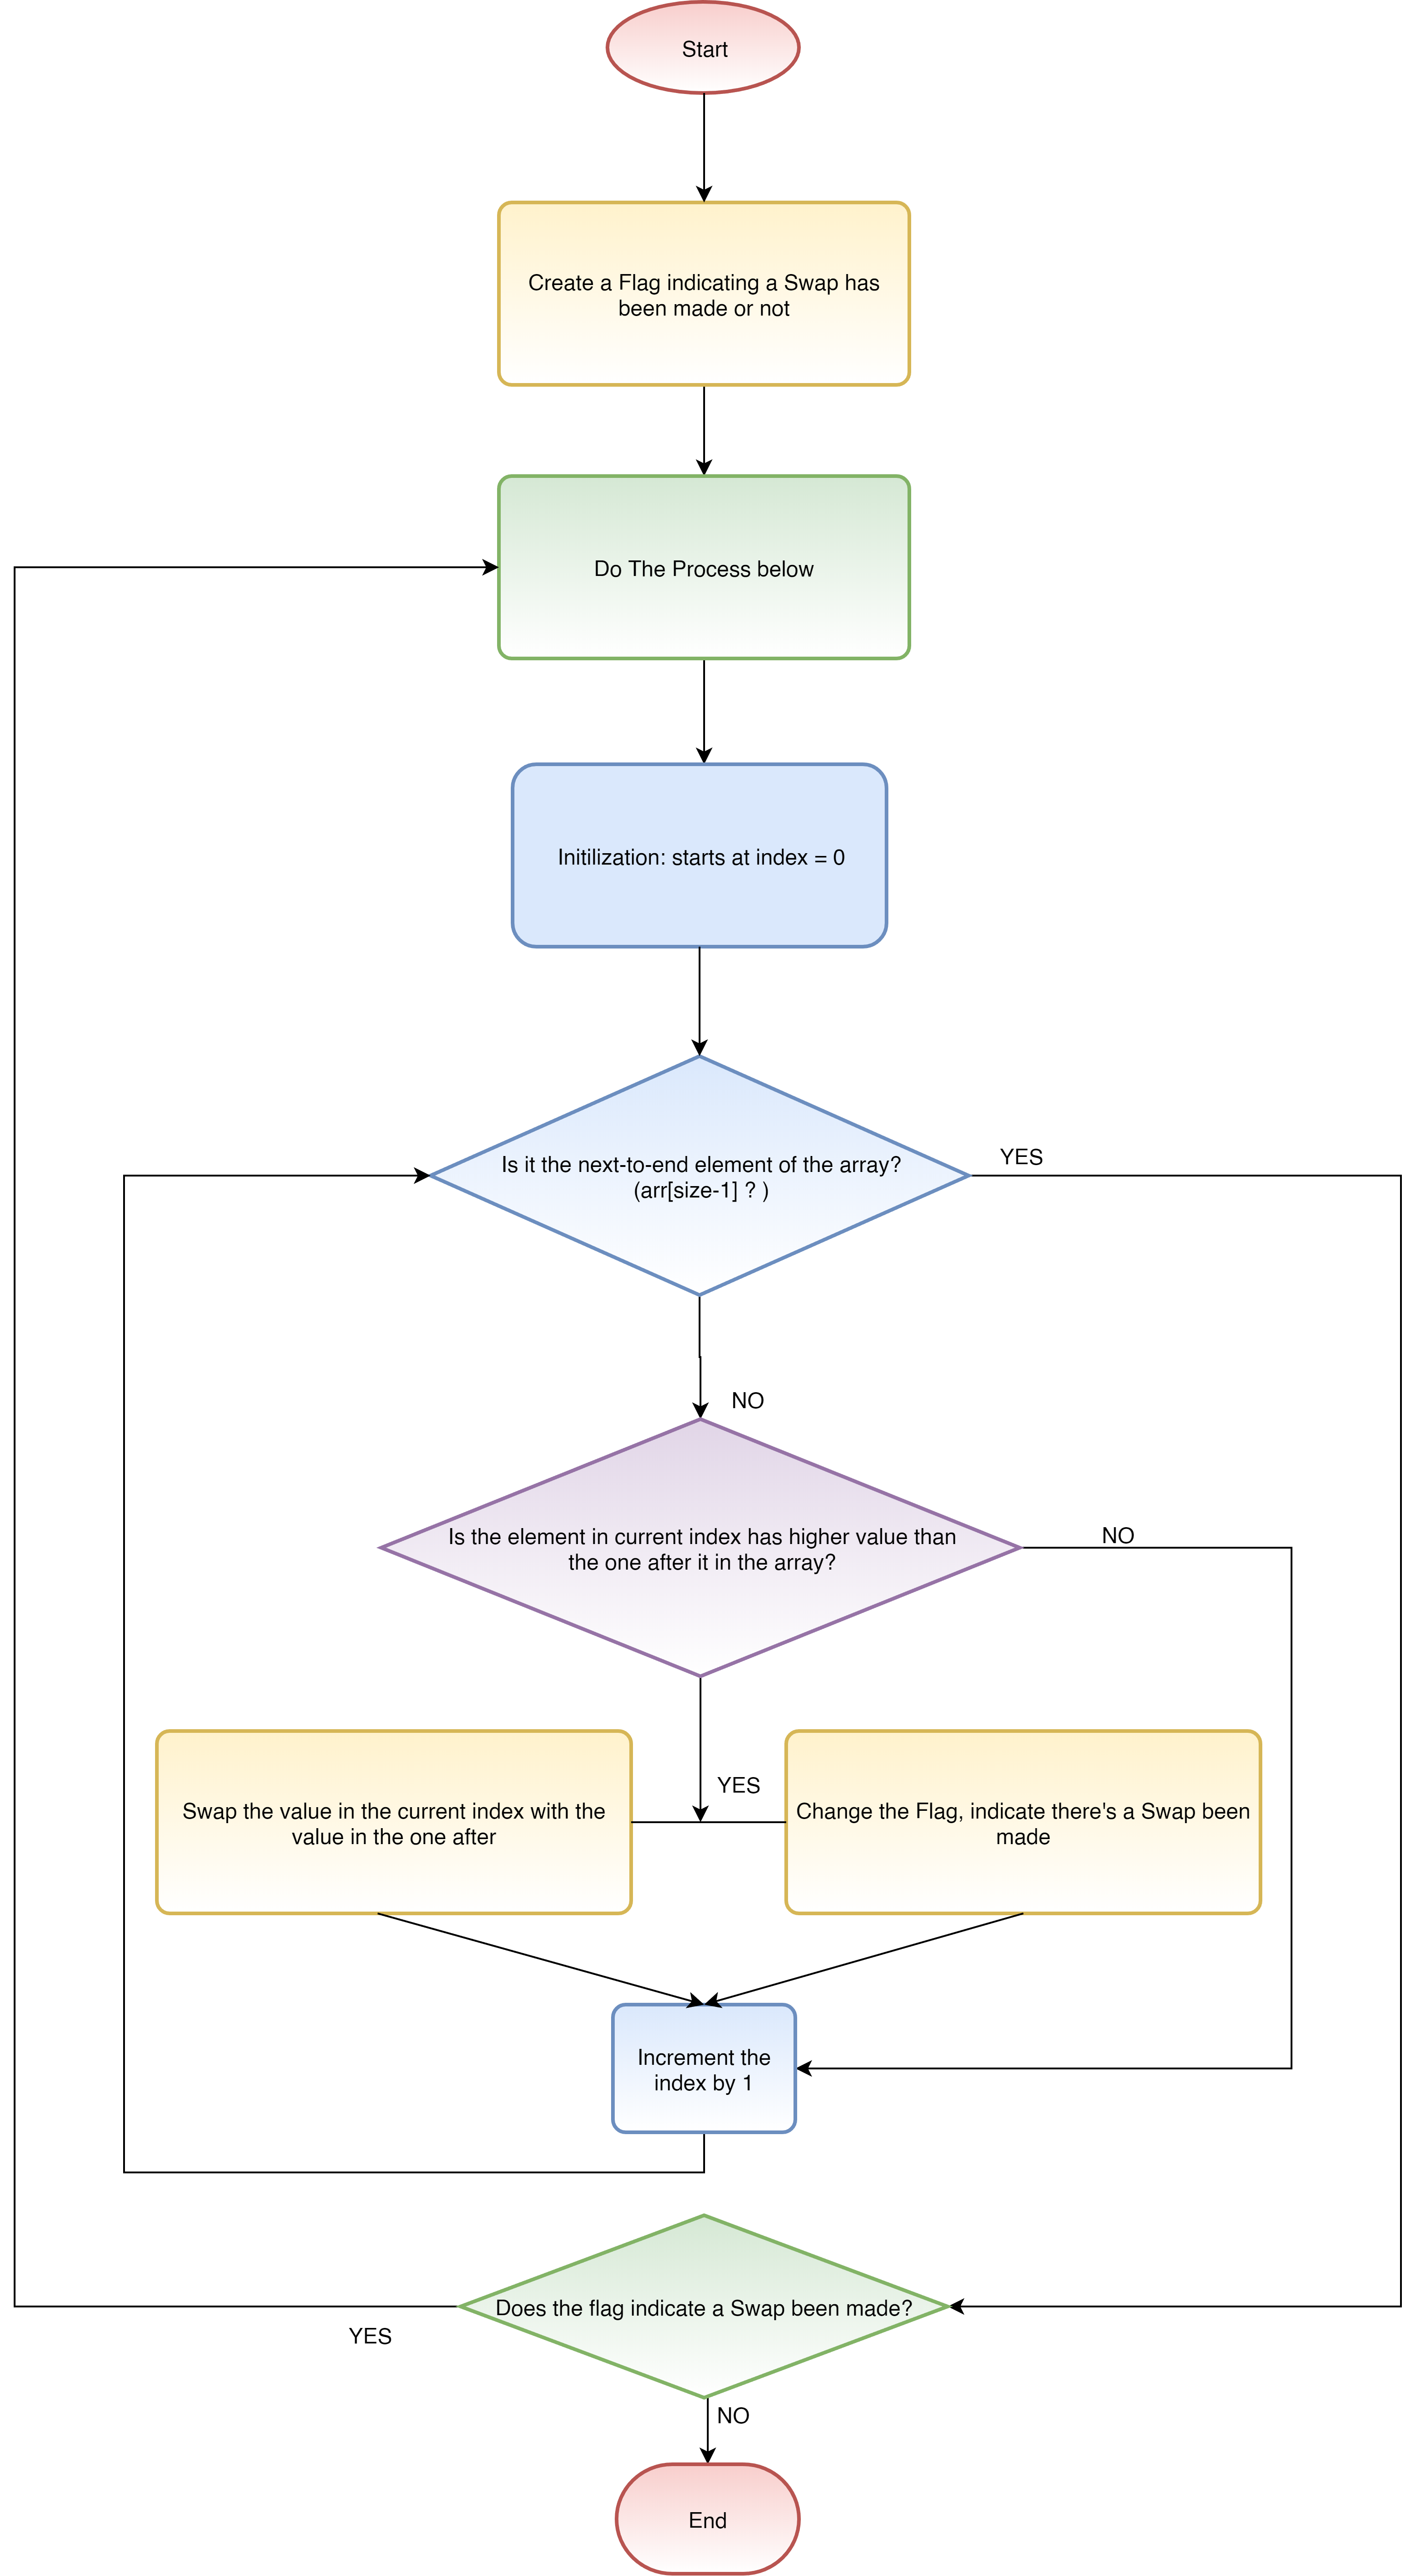 Start
Create a Flag indicating a Swap has
been made or not
Do The Process below
Initilization: starts at index = 0
Is it the next-to-end element of the array?
(arr[size-1] ? )
YES
NO
Is the element in current index has higher value than
the one after it in the array?
NO
YES
Swap the value in the current index with the
value in the one after
Change the Flag, indicate there's a Swap been
made
Increment the
index by 1
Does the flag indicate a Swap been made?
YES
NO
End